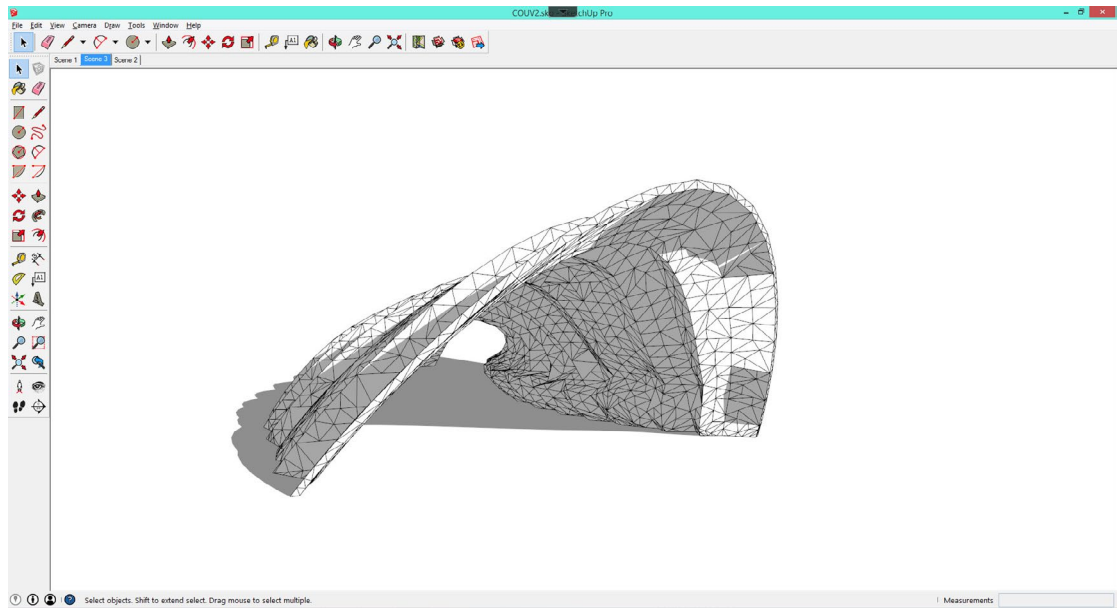 COUV2.sk
chUp Pro
File Edit View Camera Draw Tools Window Help
Scene 1 Scene 3 Scene 2
Select objects. Shift to extend select. Drag mouse to select multiple.
Measurements